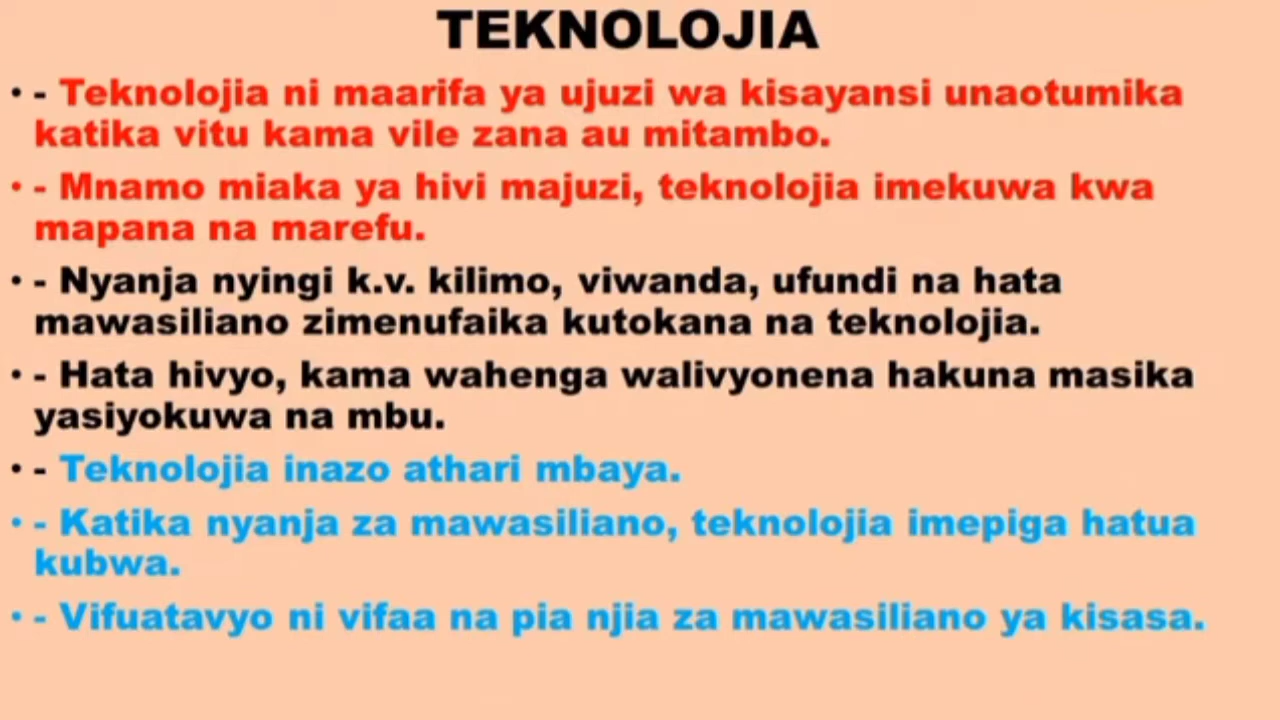 TEKNOLOJIA
• - Teknolojia ni maarifa ya ujuzi wa kisayansi unaotumika
katika vitu kama vile zana au mitambo.
• - Mnamo miaka ya hivi majuzi, teknolojia imekuwa kwa
mapana na marefu.
• - Nyanja nyingi k.v. kilimo, viwanda, ufundi na hata
mawasiliano zimenufaika kutokana na teknolojia.
• - Hata hivyo, kama wahenga walivyonena hakuna masika
yasiyokuwa na mbu.
• - Teknolojia inazo athari mbaya.
• - Katika nyanja za mawasiliano, teknolojia imepiga hatua
kubwa.
• - Vifuatavyo ni vifaa na pia njia za mawasiliano ya kisasa.